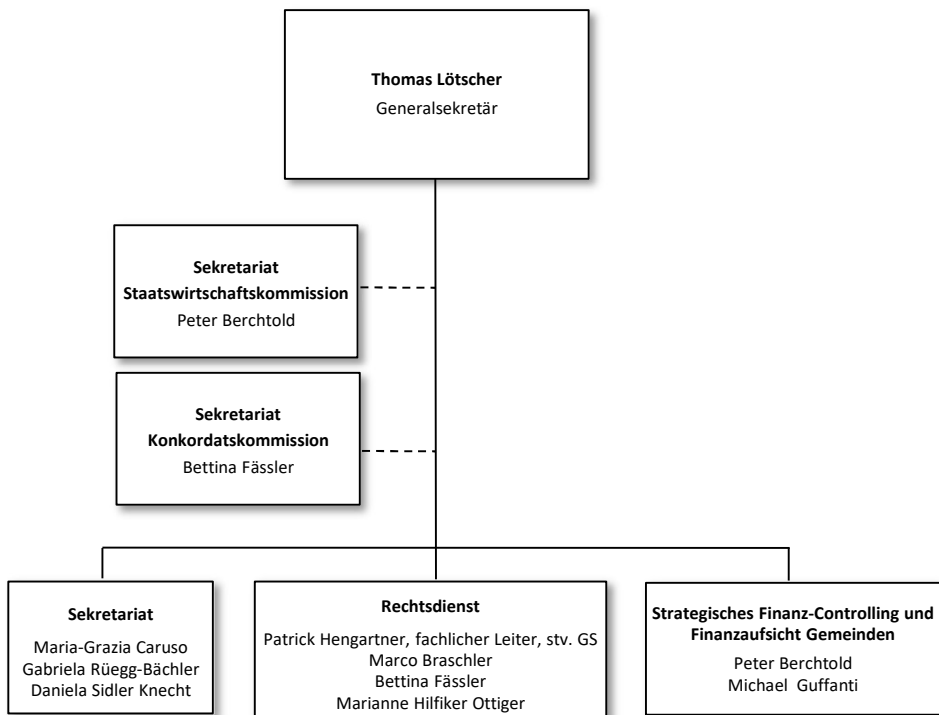 Thomas Lötscher
Generalsekretär
Sekretariat
Staatswirtschaftskommission
Peter Berchtold
Sekretariat
Konkordatskommission
Bettina Fässler
Sekretariat
Maria-Grazia Caruso
Gabriela Rüegg-Bächler
Daniela Sidler Knecht
Rechtsdienst
Patrick Hengartner, fachlicher Leiter, stv. GS
Marco Braschler
Bettina Fässler
Marianne Hilfiker Ottiger
Strategisches Finanz-Controlling und
Finanzaufsicht Gemeinden
Peter Berchtold
Michael Guffanti